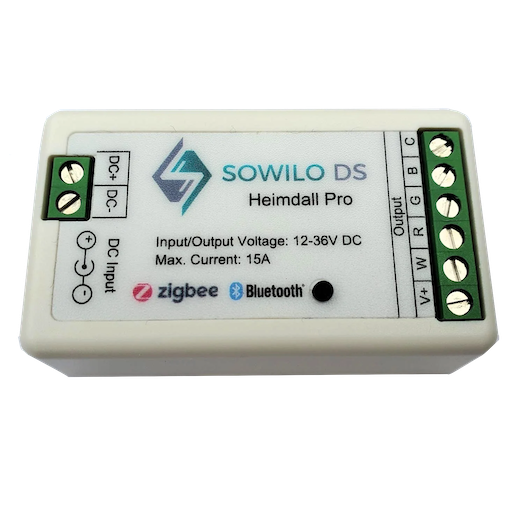 SOWILO DS
Heimdall Pro
Input/Output Voltage: 12-36V DC
Max. Current: 15A
zigbee Bluetooth®
DC+
DC-
DC Input
+
-
Output
C
B
G
R
W
V+